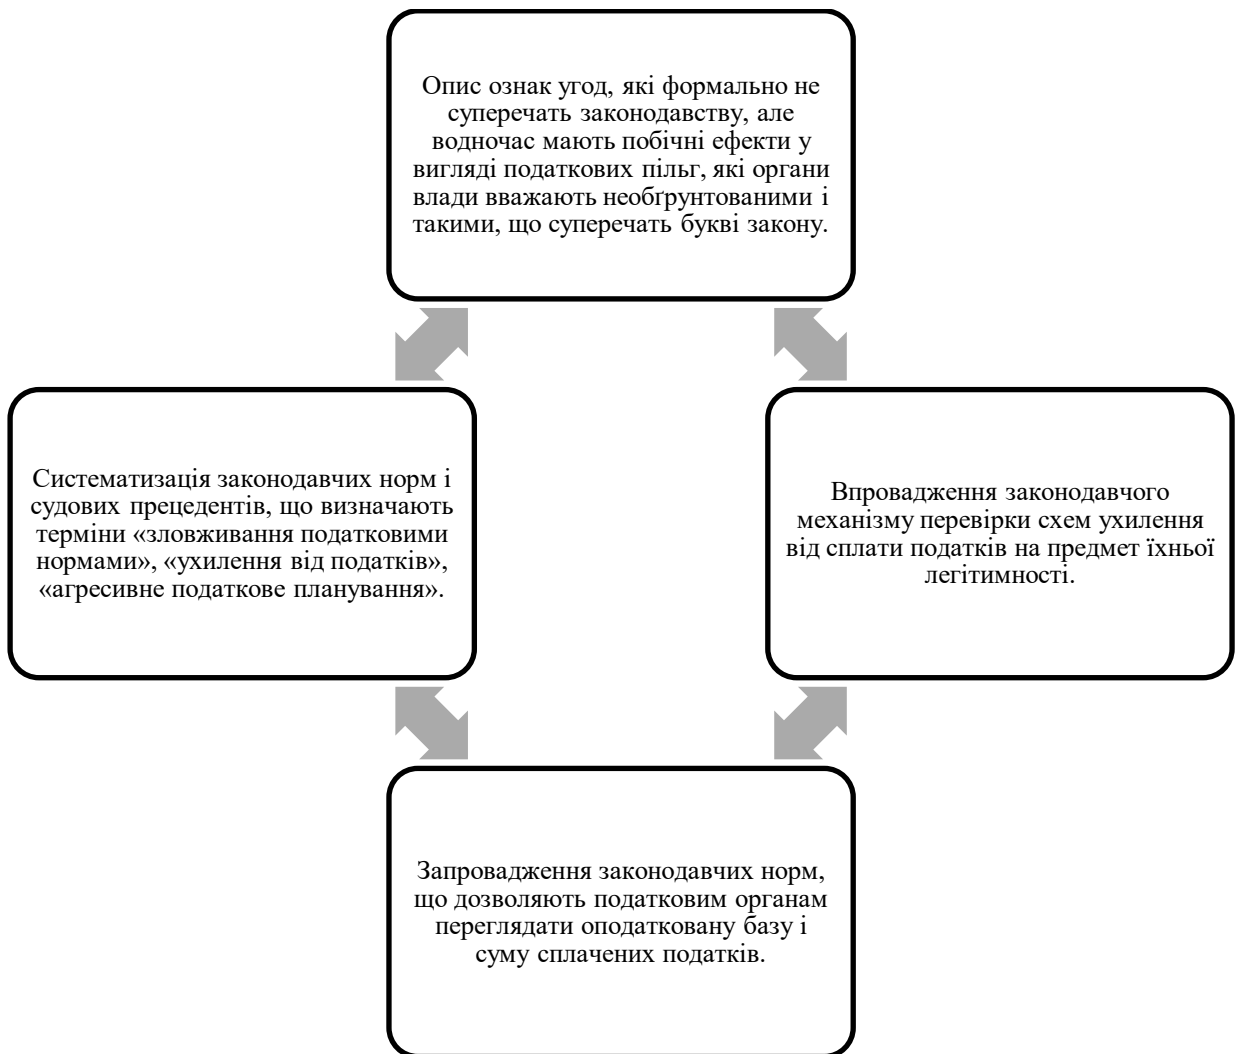 Опис ознак угод, які формально не
суперечать законодавству, але
водночас мають побічні ефекти у
вигляді податкових пільг, які органи
влади вважають необґрунтованими і
такими, що суперечать букві закону.
Систематизація законодавчих норм і
судових прецедентів, що визначають
терміни «зловживання податковими
нормами», «ухилення від податків»,
«агресивне податкове планування».
Впровадження законодавчого
механізму перевірки схем ухилення
від сплати податків на предмет їхньої
легітимності.
Запровадження законодавчих норм,
що дозволяють податковим органам
переглядати оподатковану базу і
суму сплачених податків.